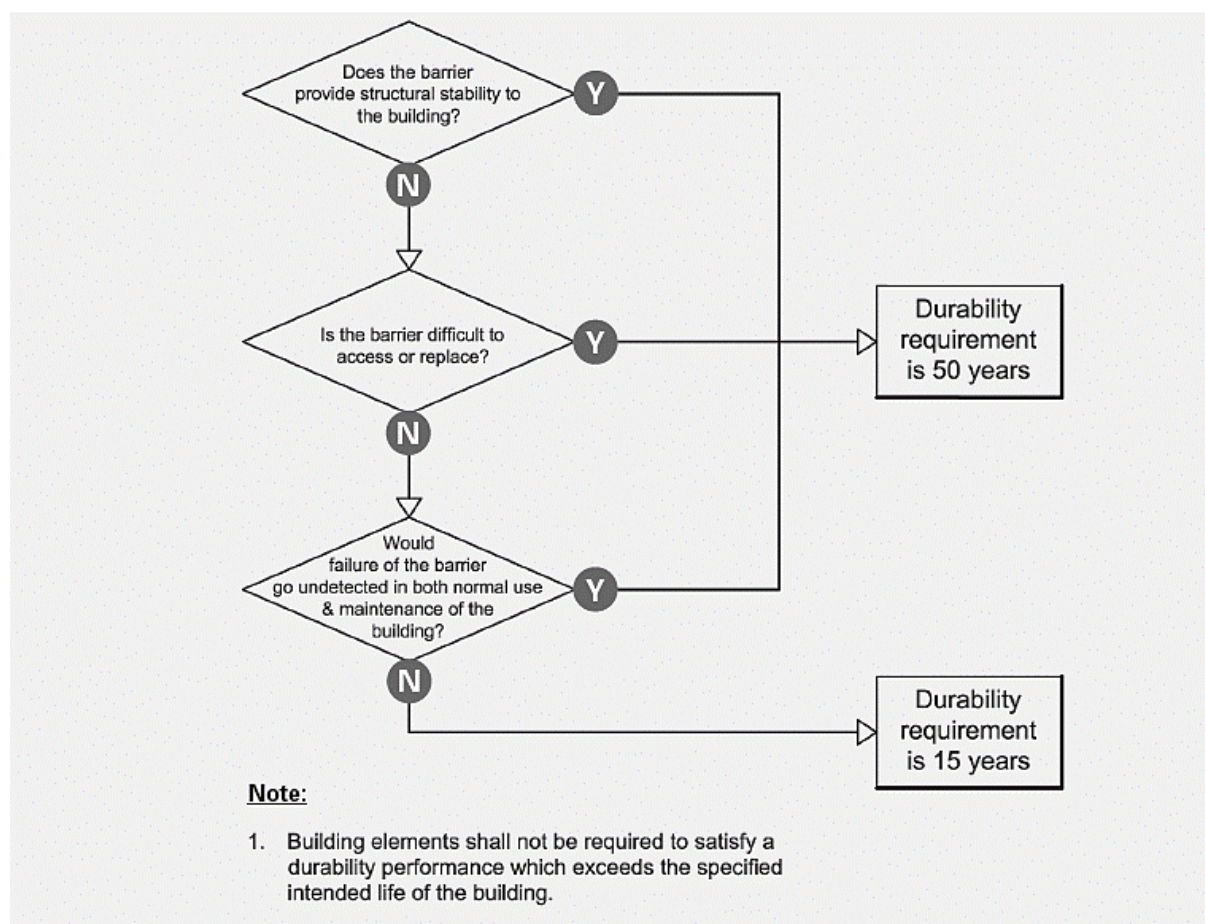 Does the barrier
provide structural stability to
the building?
Y
N
Is the barrier difficult to
access or replace?
Y
Durability
requirement
is 50 years
N
Would
failure of the barrier
go undetected in both normal use
& maintenance of the
building?
Y
N
Durability
requirement
is 15 years
Note:
1. Building elements shall not be required to satisfy a
durability performance which exceeds the specified
intended life of the building.